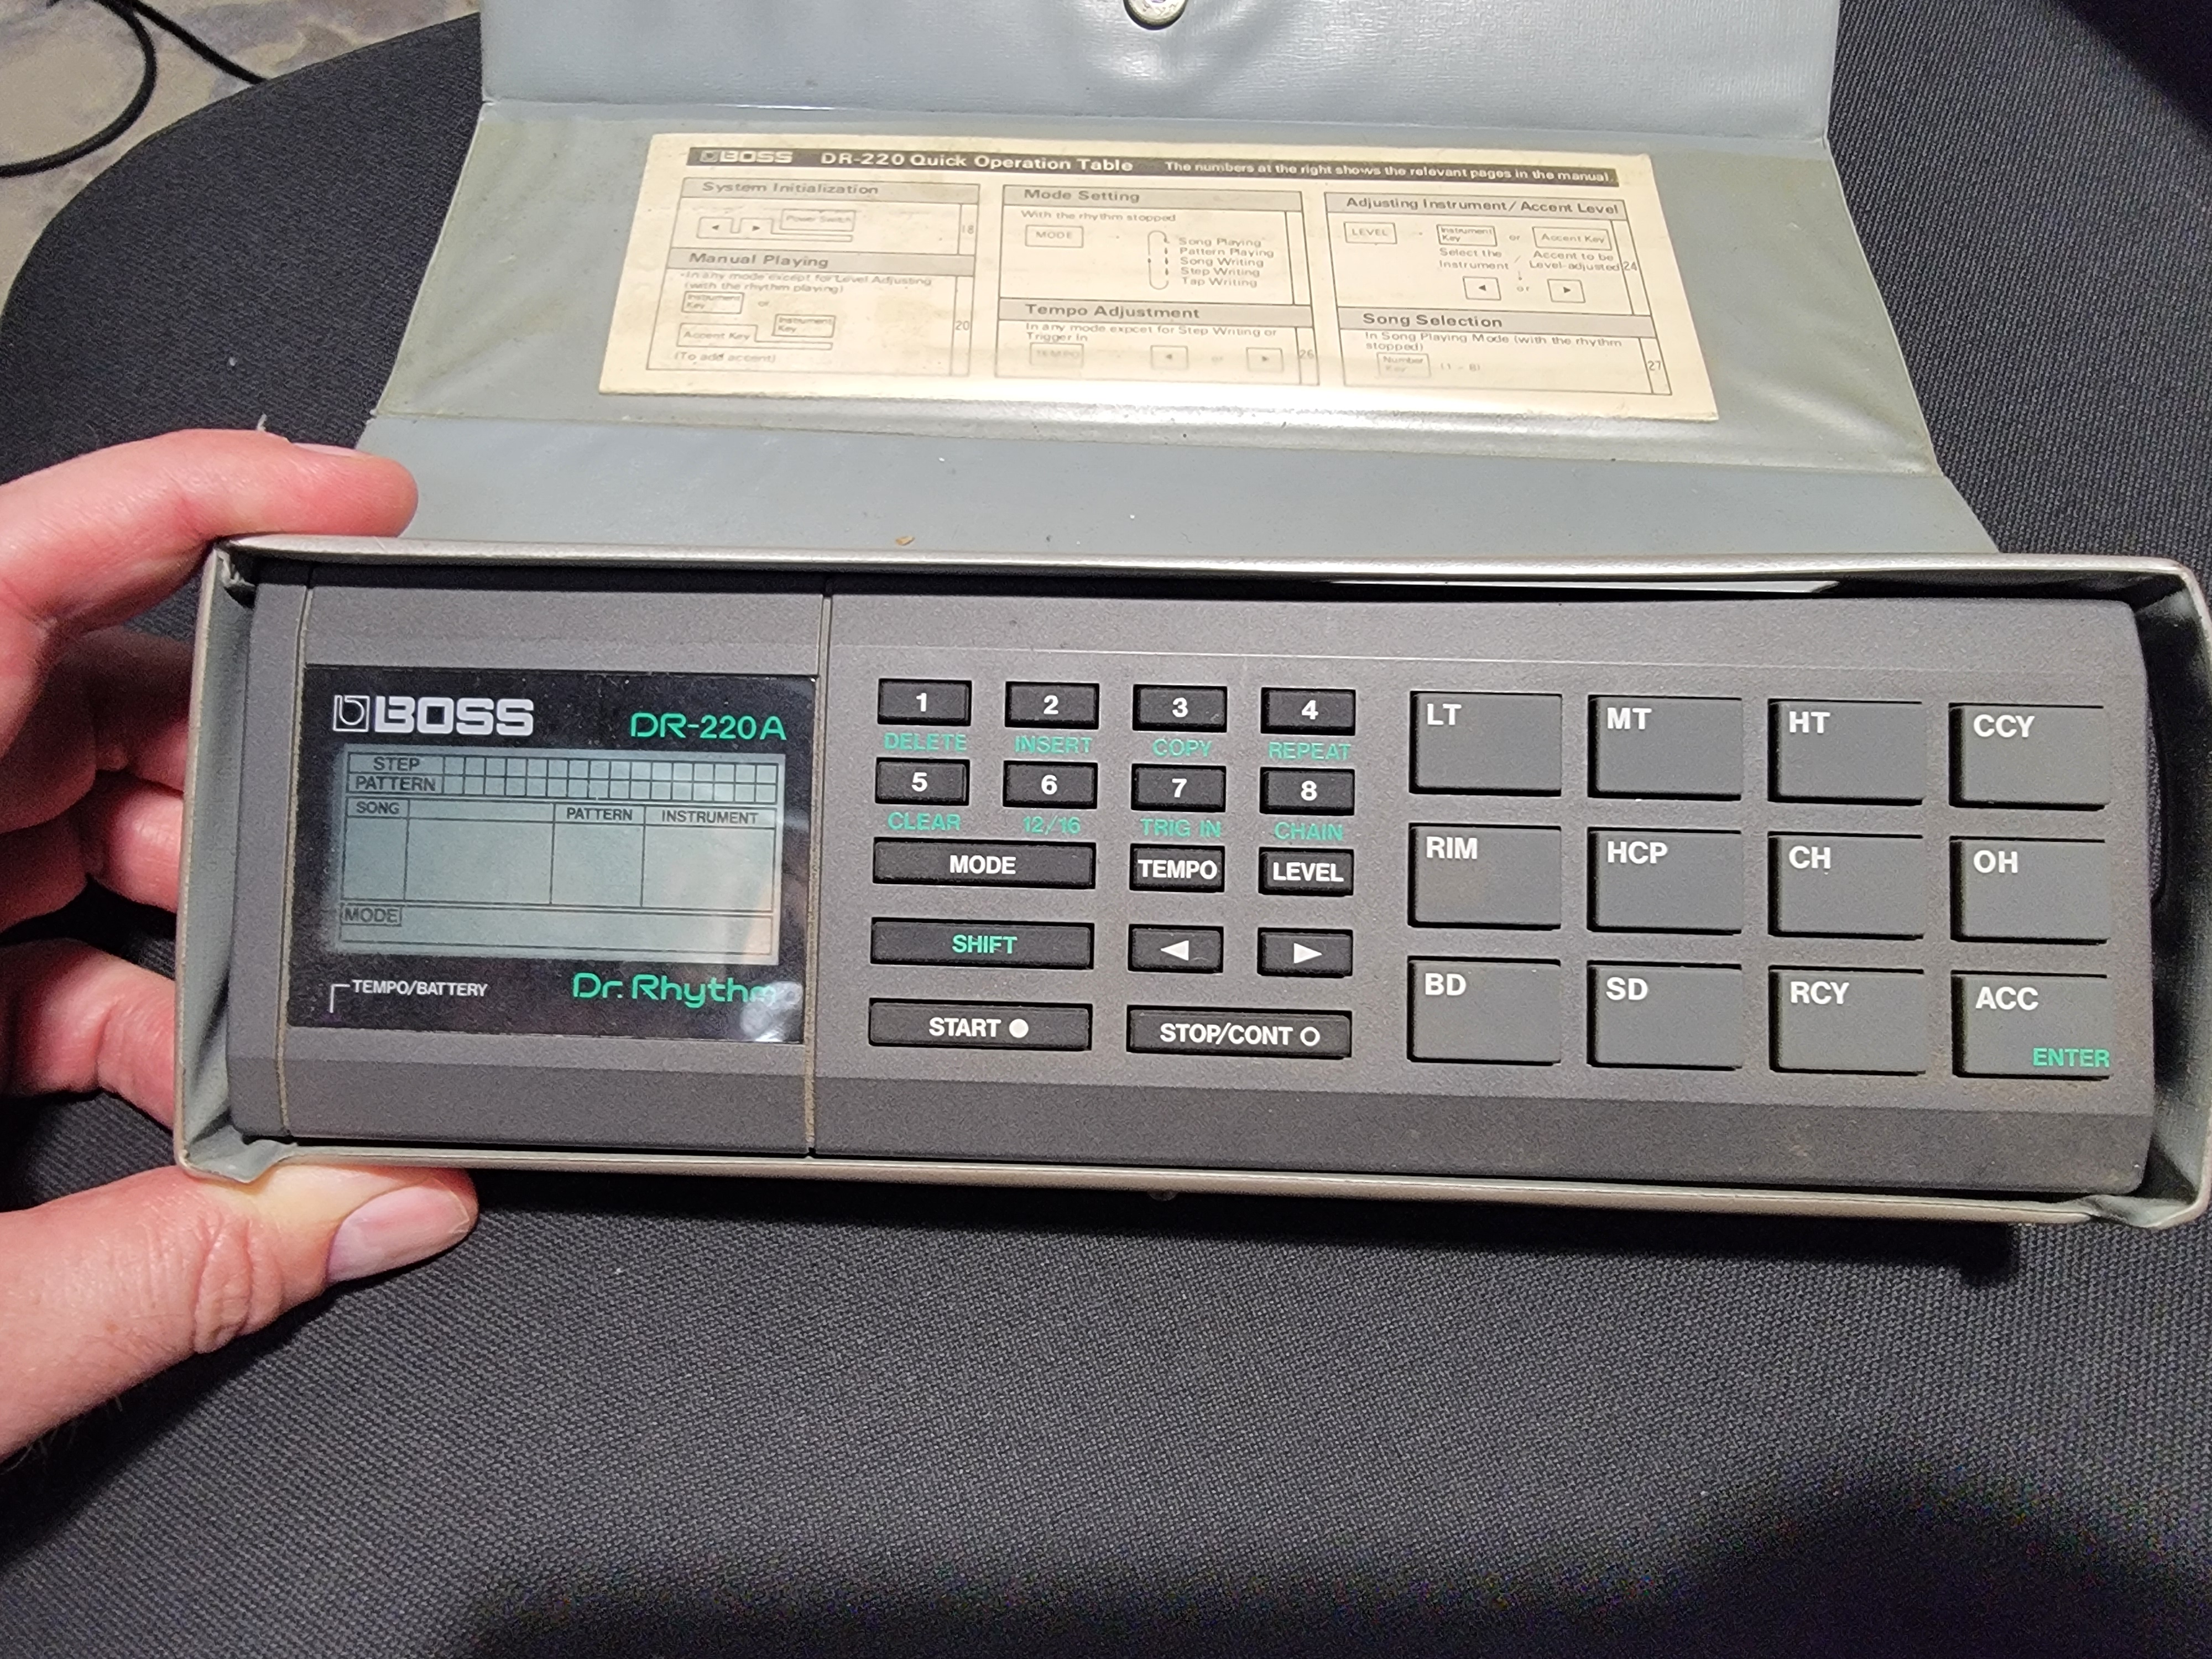 BOSS DR-220 Quick Operation Table The numbers at the right shows the relevant pages in the manual.
System Initialization
◄ ► Power Switch
18
Manual Playing
·In any mode except for Level Adjusting
(with the rhythm playing)
Instrument Key or
Accent Key Instrument Key
20
(To add accent)
Mode Setting
With the rhythm stopped
MODE
Song Playing
Pattern Playing
Song Writing
Step Writing
Tap Writing
Tempo Adjustment
In any mode expcet for Step Writing or
Trigger In
TEMPO ◄ or ►
26
Adjusting Instrument/Accent Level
LEVEL Instrument Key or Accent Key
Select the Instrument / Accent to be Level-adjusted
24
◄ or ►
Song Selection
In Song Playing Mode (with the rhythm
stopped)
Number Key (1 - 8)
27
BOSS DR-220A
STEP
PATTERN
SONG PATTERN INSTRUMENT
MODE
TEMPO/BATTERY Dr. Rhythm
1 2 3 4
DELETE INSERT COPY REPEAT
5 6 7 8
CLEAR 12/16 TRIG IN CHAIN
MODE TEMPO LEVEL
SHIFT ◄ ►
START ● STOP/CONT ○
LT MT HT CCY
RIM HCP CH OH
BD SD RCY ACC
ENTER